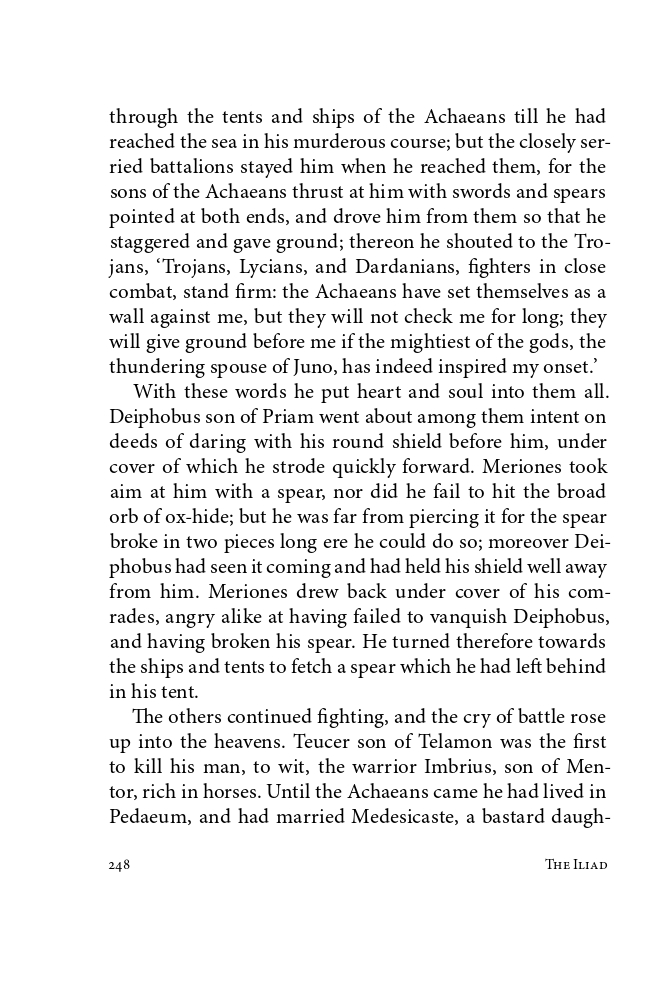 through the tents and ships of the Achaeans till he had
reached the sea in his murderous course; but the closely ser-
ried battalions stayed him when he reached them, for the
sons of the Achaeans thrust at him with swords and spears
pointed at both ends, and drove him from them so that he
staggered and gave ground; thereon he shouted to the Tro-
jans, ‘Trojans, Lycians, and Dardanians, fighters in close
combat, stand firm: the Achaeans have set themselves as a
wall against me, but they will not check me for long; they
will give ground before me if the mightiest of the gods, the
thundering spouse of Juno, has indeed inspired my onset.’
With these words he put heart and soul into them all.
Deiphobus son of Priam went about among them intent on
deeds of daring with his round shield before him, under
cover of which he strode quickly forward. Meriones took
aim at him with a spear, nor did he fail to hit the broad
orb of ox-hide; but he was far from piercing it for the spear
broke in two pieces long ere he could do so; moreover Dei-
phobus had seen it coming and had held his shield well away
from him. Meriones drew back under cover of his com-
rades, angry alike at having failed to vanquish Deiphobus,
and having broken his spear. He turned therefore towards
the ships and tents to fetch a spear which he had left behind
in his tent.
The others continued fighting, and the cry of battle rose
up into the heavens. Teucer son of Telamon was the first
to kill his man, to wit, the warrior Imbrius, son of Men-
tor, rich in horses. Until the Achaeans came he had lived in
Pedaeum, and had married Medesicaste, a bastard daugh-
248 The Iliad